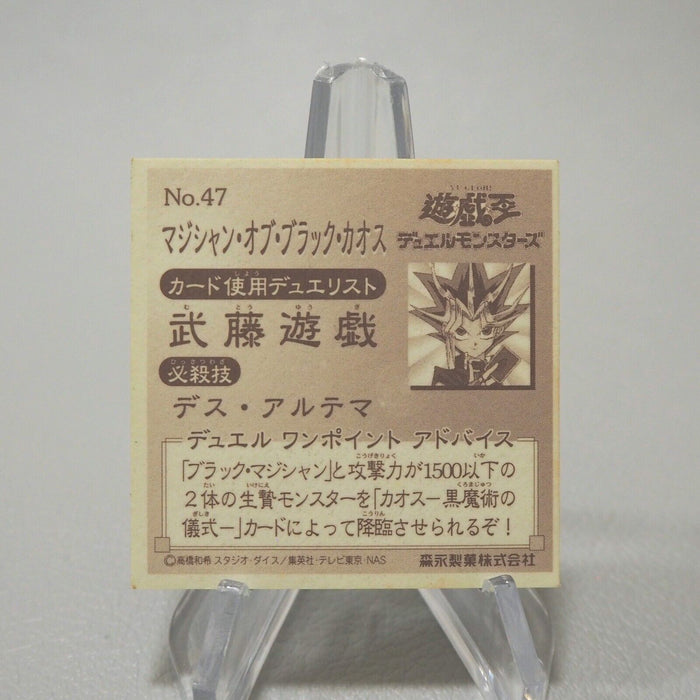 No.47
マジシャン・オブ・ブラック・カオス
YU-GI-OH!
遊戯王
デュエルモンスターズ
カード使用デュエリスト
武藤遊戯
必殺技
デス・アルテマ
デュエル ワンポイント アドバイス
「ブラック・マジシャン」と攻撃力が1500以下の
2体の生贄モンスターを「カオスー黒魔術の
儀式ー」カードによって降臨させられるぞ！
©高橋和希 スタジオ・ダイス／集英社・テレビ東京・NAS
森永製菓株式会社